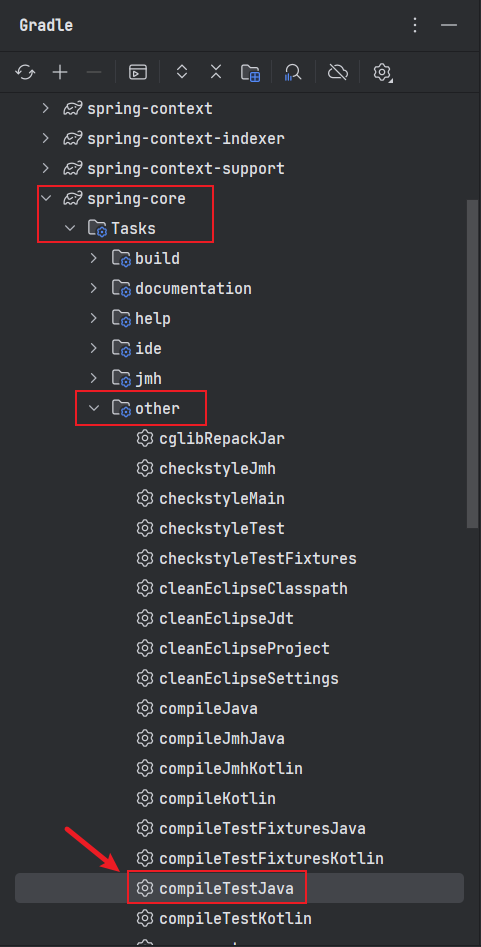 Gradle
spring-context
spring-context-indexer
spring-context-support
spring-core
Tasks
build
documentation
help
ide
jmh
other
cglibRepackJar
checkstyleJmh
checkstyleMain
checkstyleTest
checkstyleTestFixtures
cleanEclipseClasspath
cleanEclipseJdt
cleanEclipseProject
cleanEclipseSettings
compileJava
compileJmhJava
compileJmhKotlin
compileKotlin
compileTestFixturesJava
compileTestFixturesKotlin
compileTestJava
compileTestKotlin